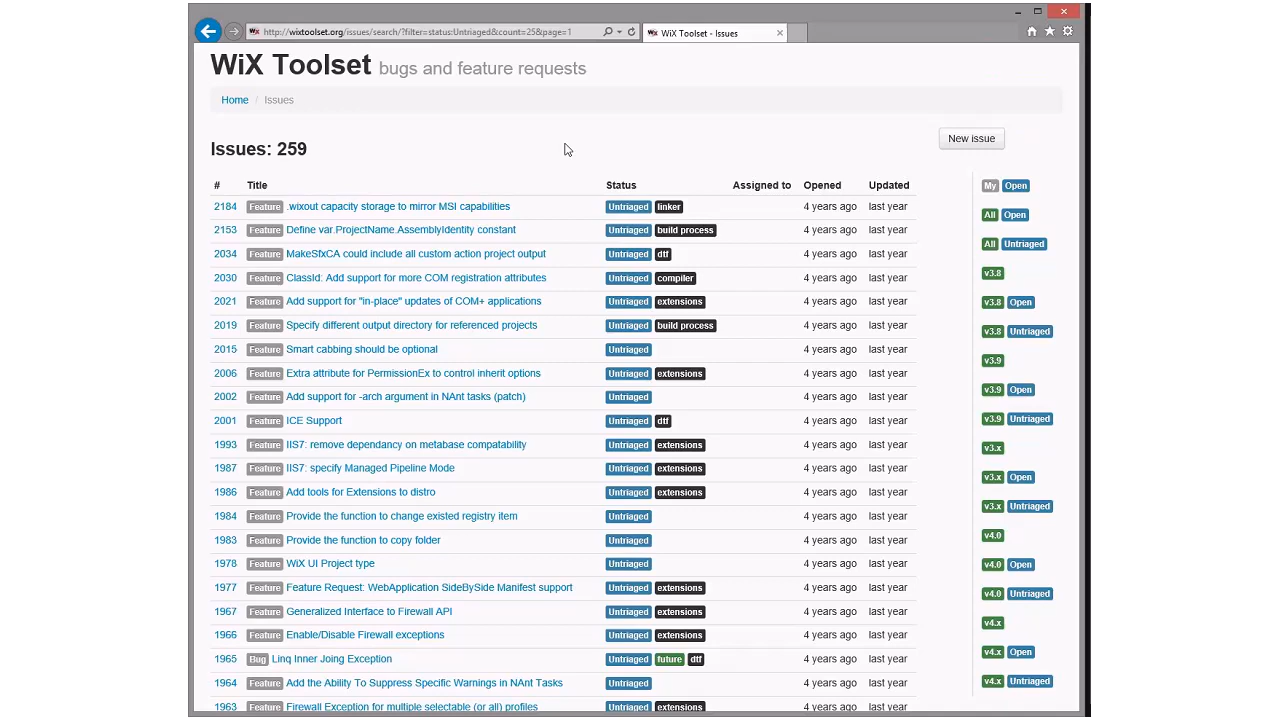 http://wixtoolset.org/issues/search/?filter=status:Untriaged&count=25&page=1
WiX Toolset - Issues
WiX Toolset bugs and feature requests
Home / Issues
New issue
Issues: 259
# Title Status Assigned to Opened Updated My Open
2184 Feature .wixout capacity storage to mirror MSI capabilities Untriaged linker 4 years ago last year All Open
2153 Feature Define var.ProjectName.AssemblyIdentity constant Untriaged build process 4 years ago last year All Untriaged
2034 Feature MakeSfxCA could include all custom action project output Untriaged dtf 4 years ago last year v3.8
2030 Feature ClassId: Add support for more COM registration attributes Untriaged compiler 4 years ago last year
2021 Feature Add support for "in-place" updates of COM+ applications Untriaged extensions 4 years ago last year v3.8 Open
2019 Feature Specify different output directory for referenced projects Untriaged build process 4 years ago last year v3.8 Untriaged
2015 Feature Smart cabbing should be optional Untriaged 4 years ago last year v3.9
2006 Feature Extra attribute for PermissionEx to control inherit options Untriaged extensions 4 years ago last year v3.9 Open
2002 Feature Add support for -arch argument in NAnt tasks (patch) Untriaged 4 years ago last year
2001 Feature ICE Support Untriaged dtf 4 years ago last year v3.9 Untriaged
1993 Feature IIS7: remove dependancy on metabase compatability Untriaged extensions 4 years ago last year v3.x
1987 Feature IIS7: specify Managed Pipeline Mode Untriaged extensions 4 years ago last year v3.x Open
1986 Feature Add tools for Extensions to distro Untriaged extensions 4 years ago last year v3.x Untriaged
1984 Feature Provide the function to change existed registry item Untriaged 4 years ago last year
1983 Feature Provide the function to copy folder Untriaged 4 years ago last year v4.0
1978 Feature WiX UI Project type Untriaged 4 years ago last year v4.0 Open
1977 Feature Feature Request: WebApplication SideBySide Manifest support Untriaged extensions 4 years ago last year v4.0 Untriaged
1967 Feature Generalized Interface to Firewall API Untriaged extensions 4 years ago last year v4.x
1966 Feature Enable/Disable Firewall exceptions Untriaged extensions 4 years ago last year
1965 Bug Linq Inner Joing Exception Untriaged future dtf 4 years ago last year v4.x Open
1964 Feature Add the Ability To Suppress Specific Warnings in NAnt Tasks Untriaged 4 years ago last year v4.x Untriaged
1963 Feature Firewall Exception for multiple selectable (or all) profiles Untriaged extensions 4 years ago last year